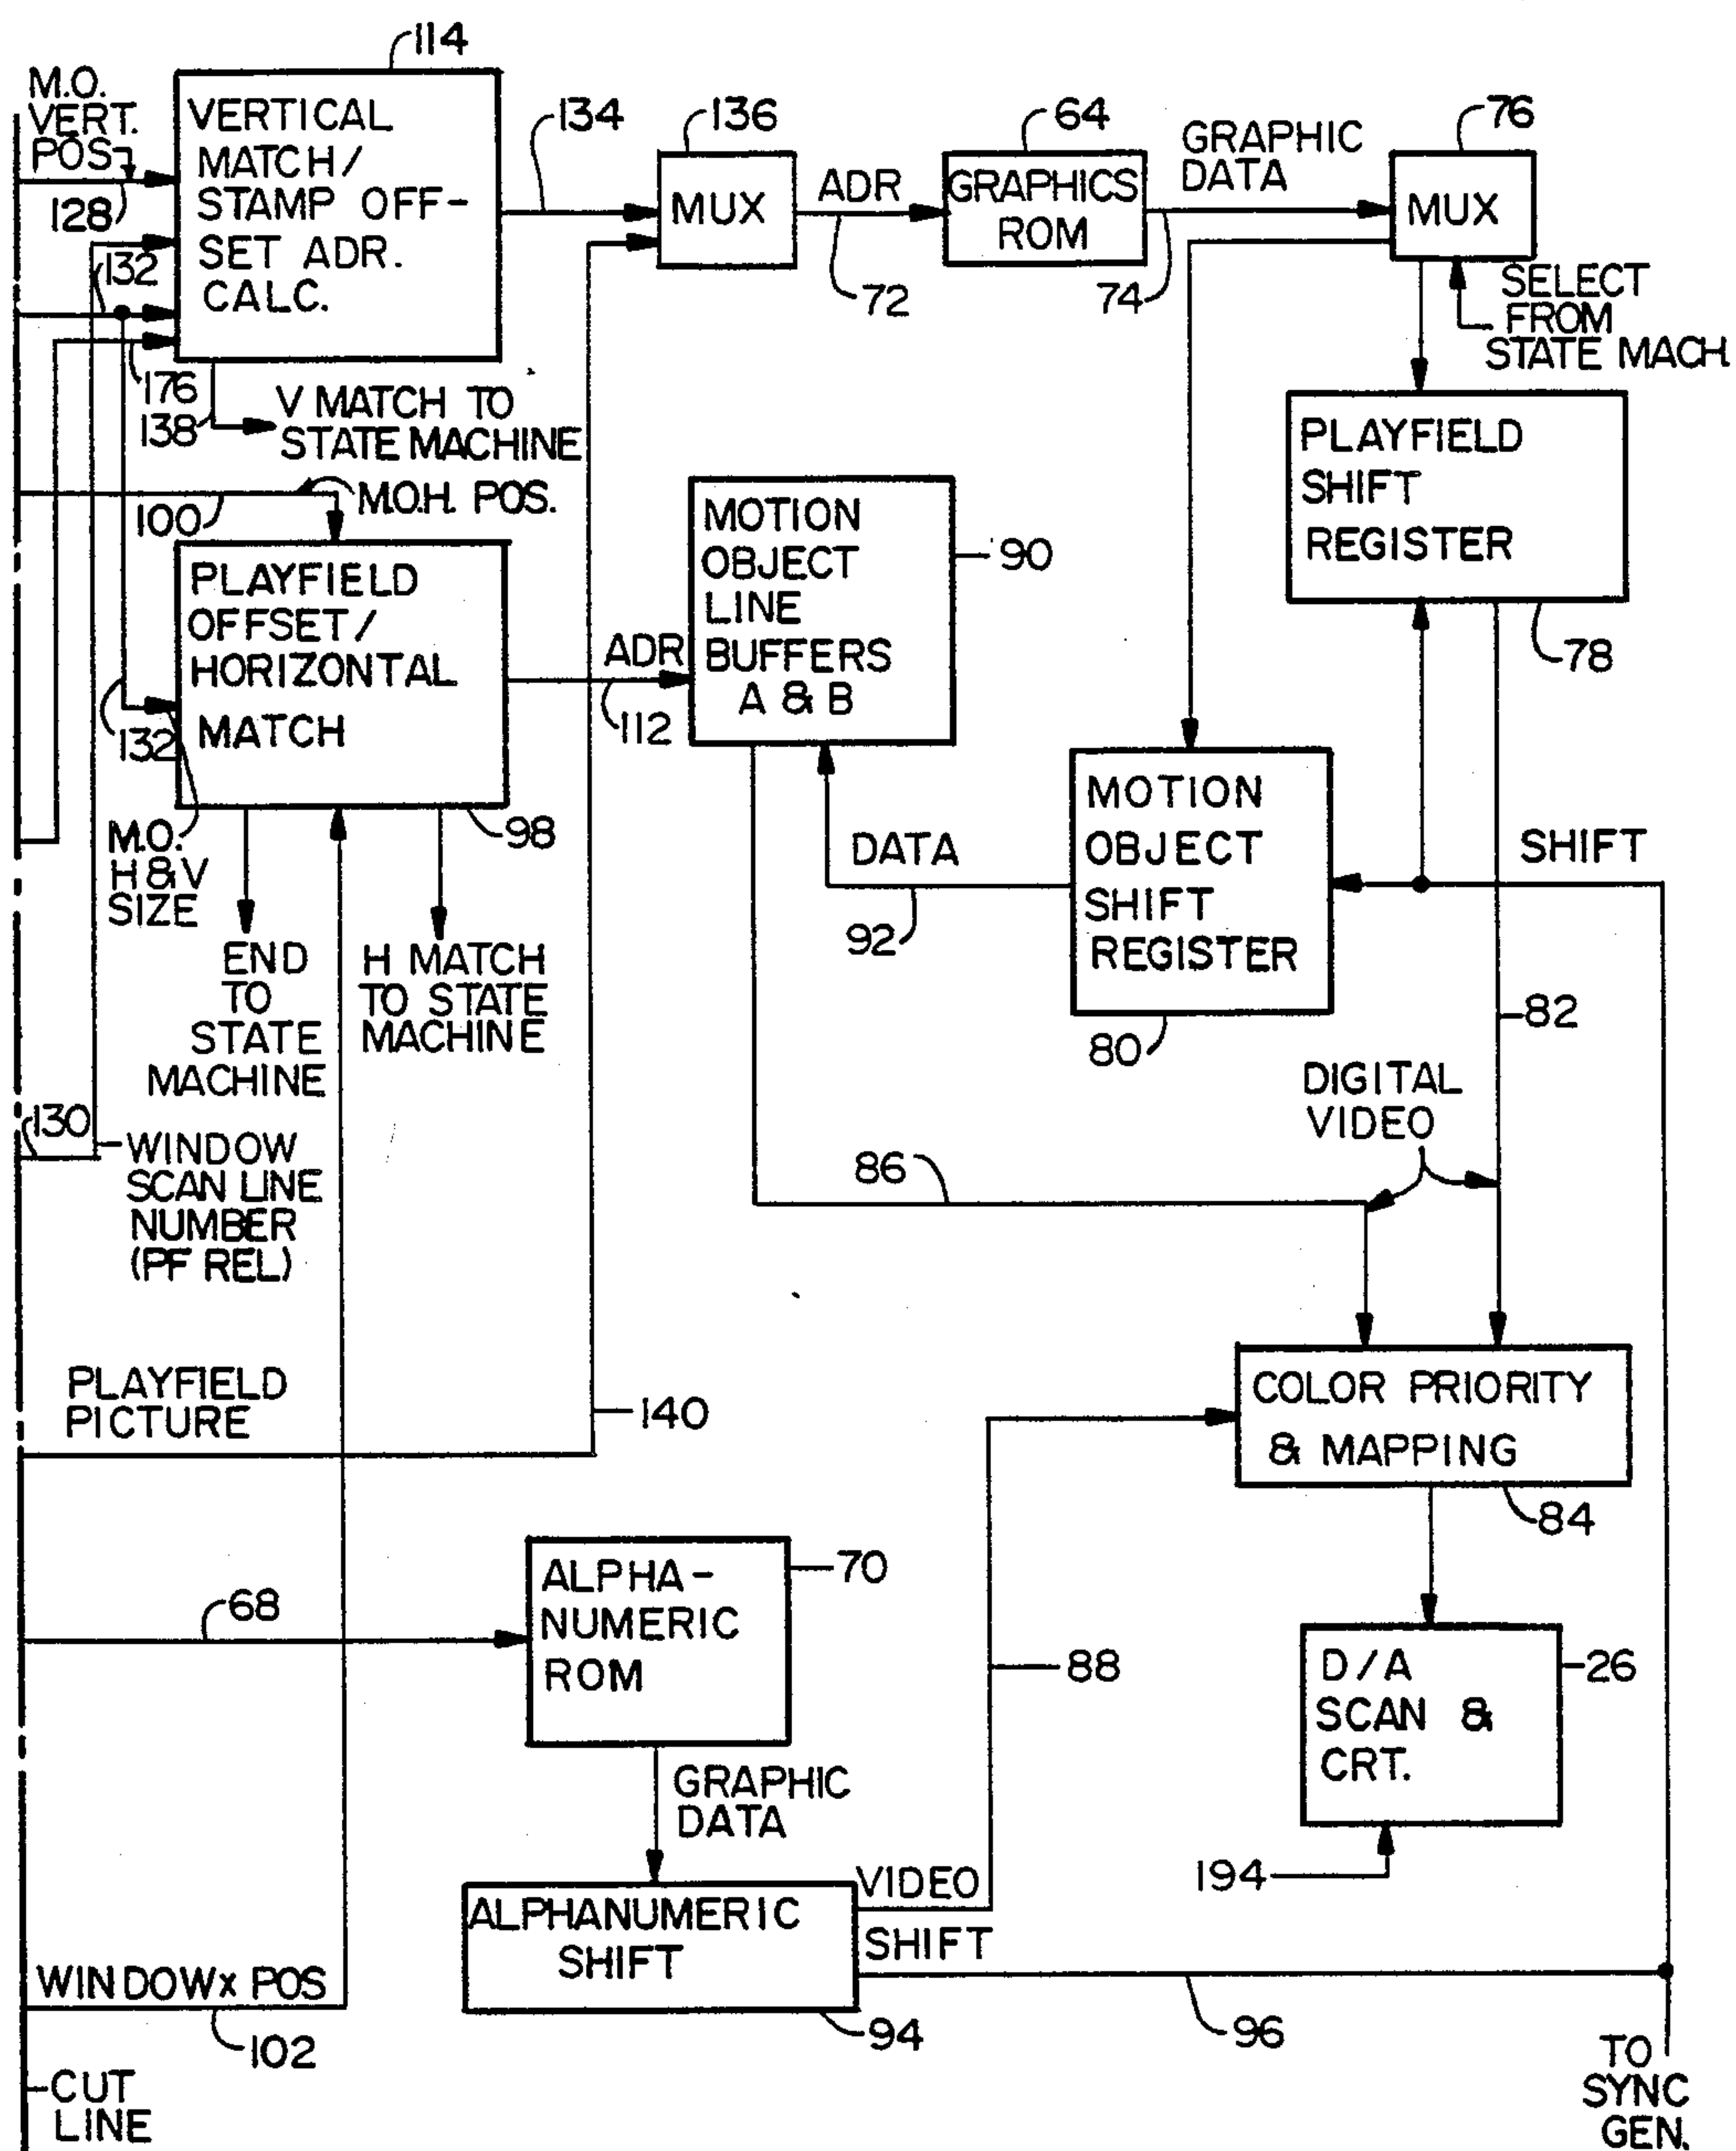 114
M.O.
VERT.
POS
128
132
176
138
VERTICAL
MATCH/
STAMP OFF-
SET ADR.
CALC.
134
136
MUX
ADR
72
64
GRAPHICS
ROM
74
GRAPHIC
DATA
76
MUX
SELECT
FROM
STATE MACH.
V MATCH TO
STATE MACHINE
100
M.O.H. POS.
PLAYFIELD
OFFSET/
HORIZONTAL
MATCH
132
98
M.O.
H & V
SIZE
ADR
112
MOTION
OBJECT
LINE
BUFFERS
A & B
90
PLAYFIELD
SHIFT
REGISTER
78
DATA
92
MOTION
OBJECT
SHIFT
REGISTER
80
SHIFT
82
END
TO
STATE
MACHINE
H MATCH
TO STATE
MACHINE
130
WINDOW
SCAN LINE
NUMBER
(PF REL.)
DIGITAL
VIDEO
86
PLAYFIELD
PICTURE
140
COLOR PRIORITY
& MAPPING
84
68
ALPHA-
NUMERIC
ROM
70
88
D/A
SCAN &
CRT.
26
194
GRAPHIC
DATA
VIDEO
ALPHANUMERIC
SHIFT
SHIFT
94
96
WINDOWx POS
102
CUT
LINE
TO
SYNC
GEN.